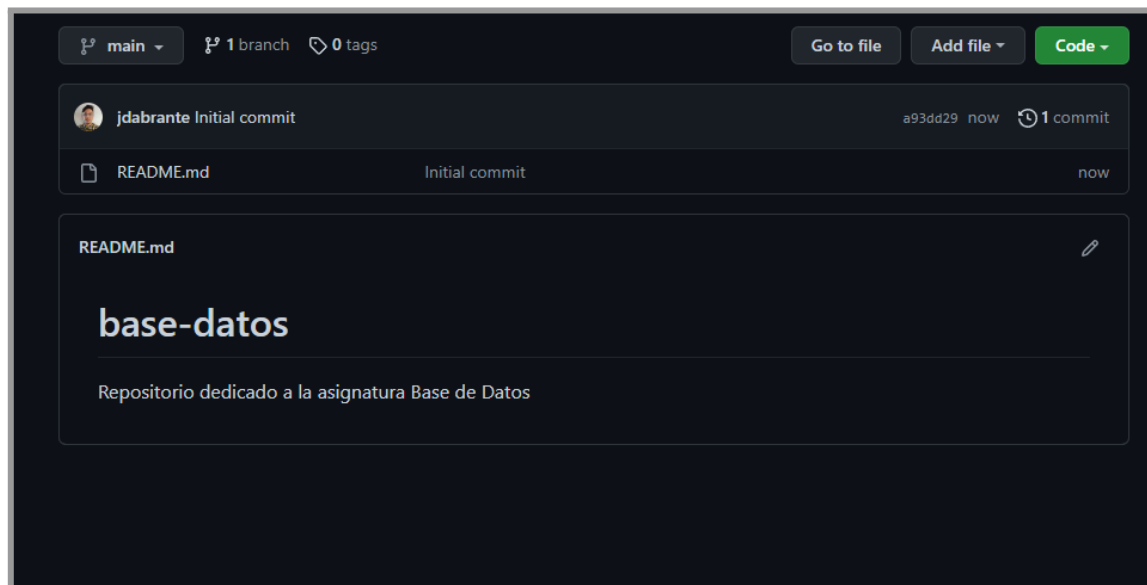 main 1 branch 0 tags Go to file Add file Code
jdabrante Initial commit a93dd29 now 1 commit
README.md Initial commit now
README.md
base-datos
Repositorio dedicado a la asignatura Base de Datos